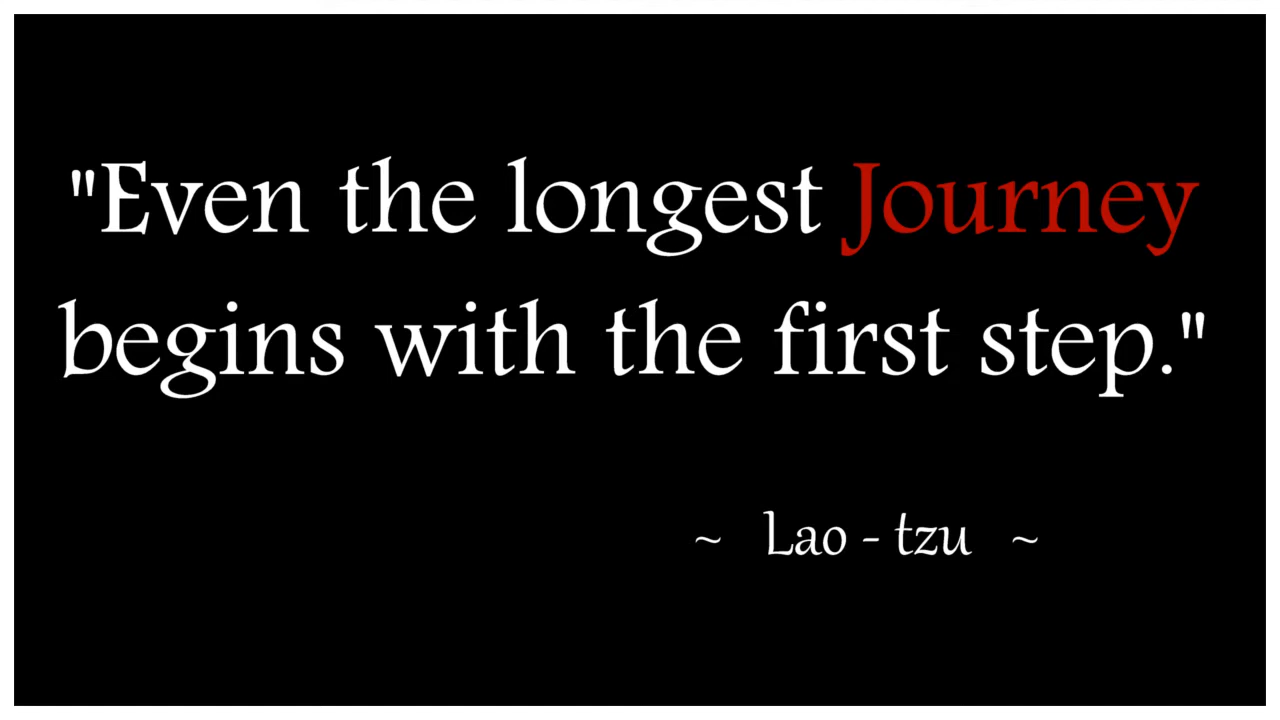 "Even the longest Journey
begins with the first step."
~ Lao - tzu ~